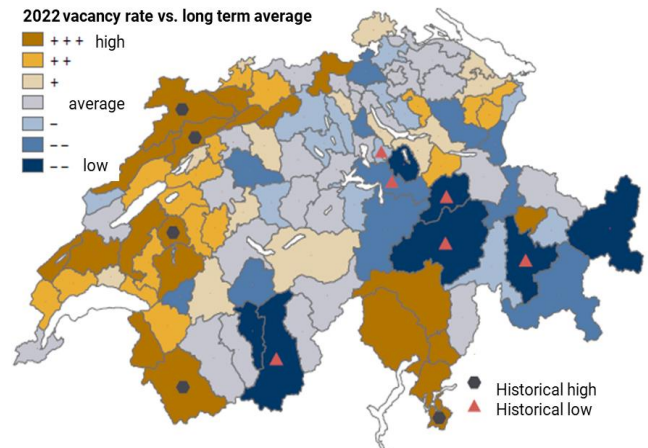 2022 vacancy rate vs. long term average
+ + + high
+ +
+
average
–
– –
– – low
Historical high
Historical low